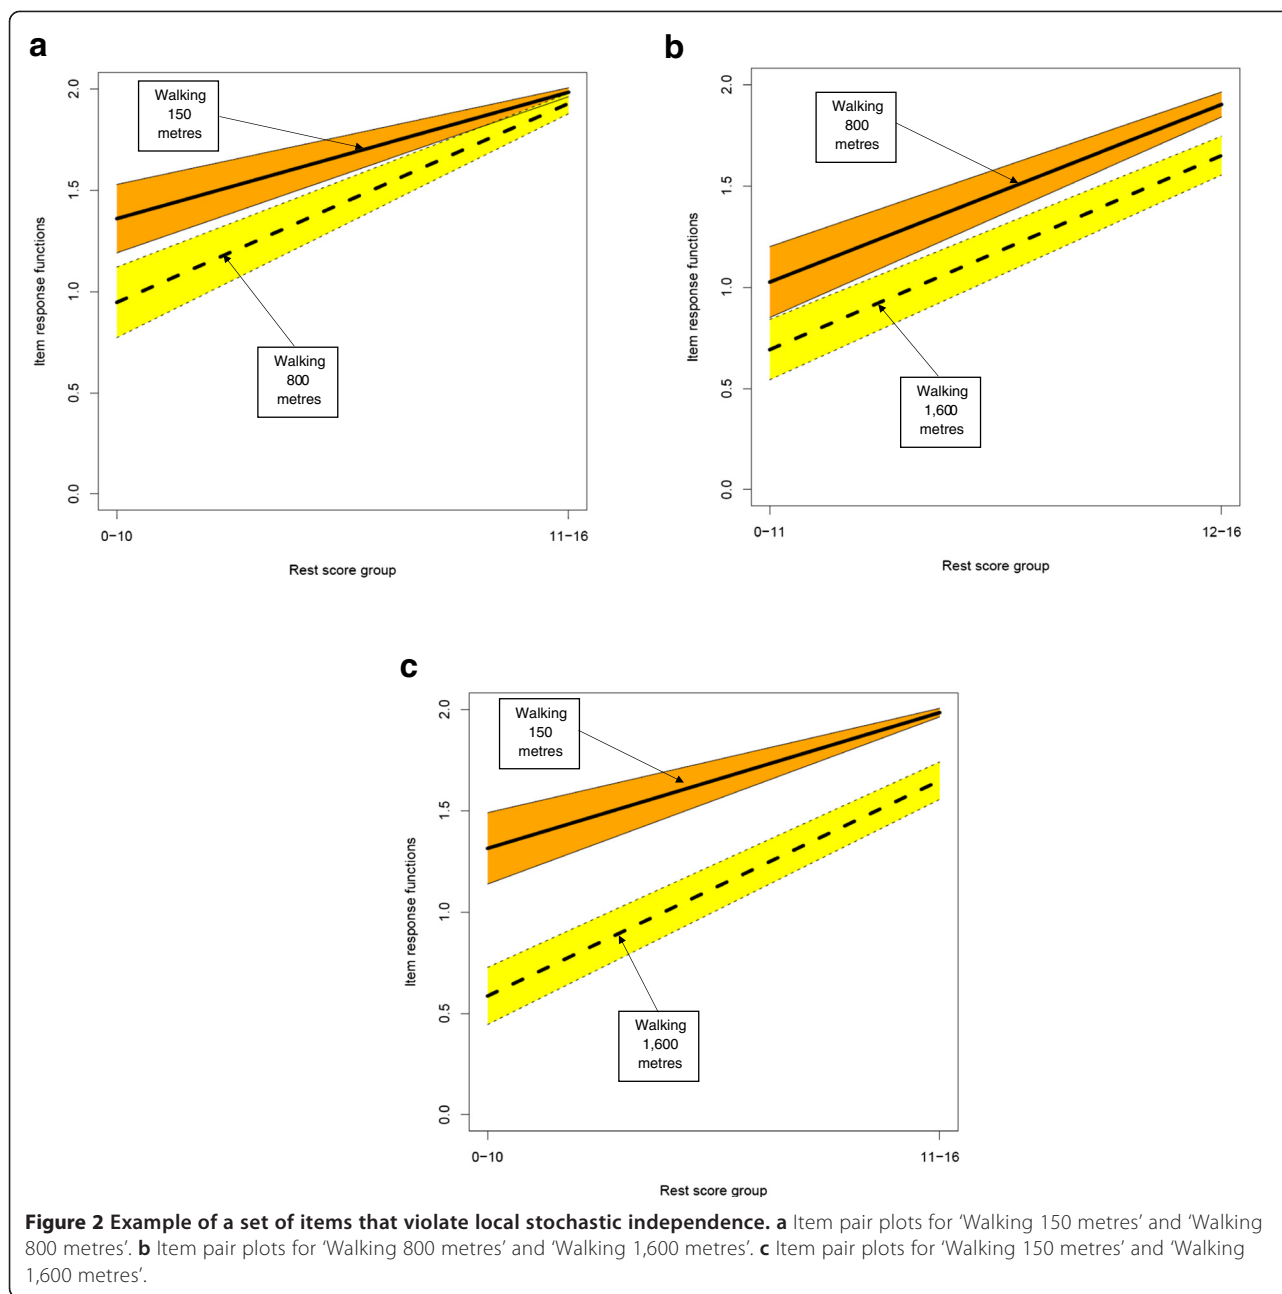 a
2.0
1.5
1.0
0.5
0.0
Item response functions
Walking
150
metres
Walking
800
metres
0−10
11−16
Rest score group
b
2.0
1.5
1.0
0.5
0.0
Item response functions
Walking
800
metres
Walking
1,600
metres
0−11
12−16
Rest score group
c
2.0
1.5
1.0
0.5
0.0
Item response functions
Walking
150
metres
Walking
1,600
metres
0−10
11−16
Rest score group
Figure 2 Example of a set of items that violate local stochastic independence. a Item pair plots for ‘Walking 150 metres’ and ‘Walking
800 metres’. b Item pair plots for ‘Walking 800 metres’ and ‘Walking 1,600 metres’. c Item pair plots for ‘Walking 150 metres’ and ‘Walking
1,600 metres’.